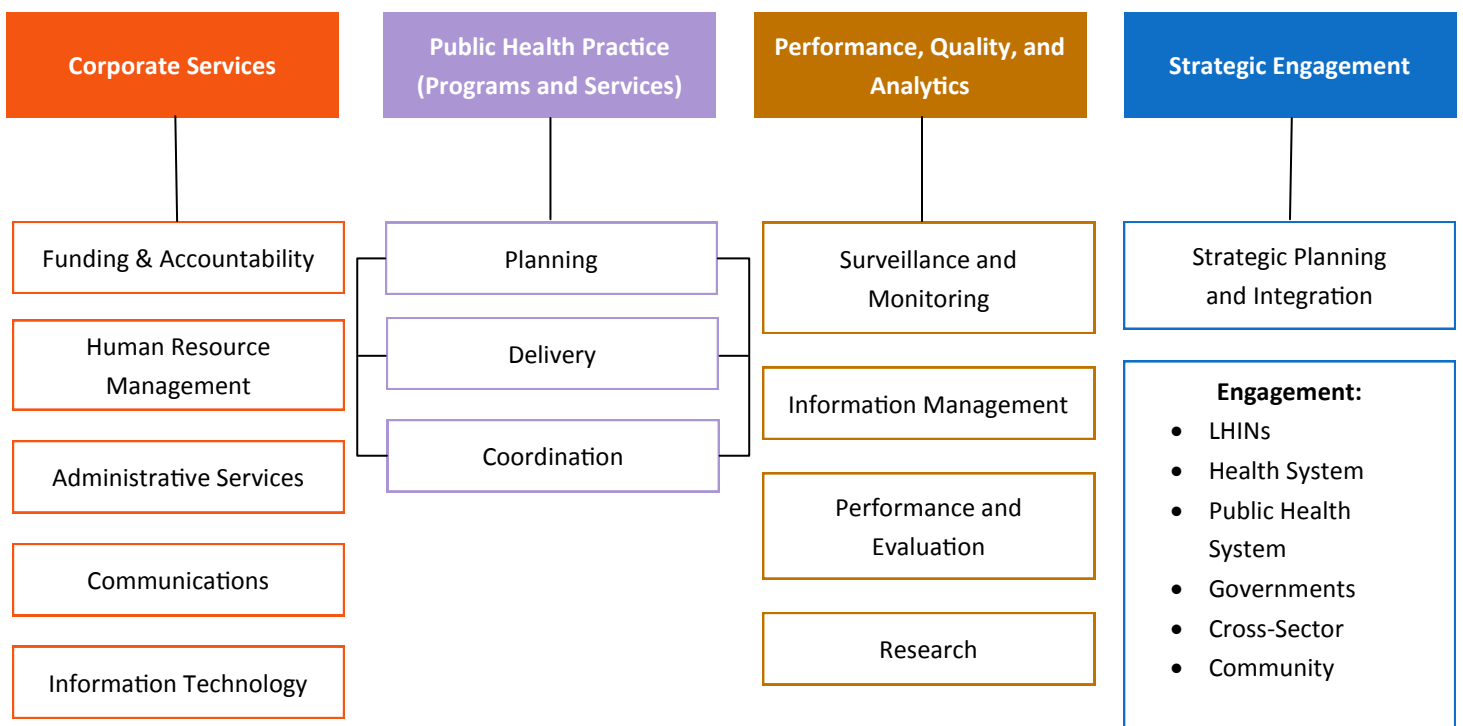 Corporate Services
Public Health Practice
(Programs and Services)
Performance, Quality, and
Analytics
Strategic Engagement
Funding & Accountability
Human Resource
Management
Administrative Services
Communications
Information Technology
Planning
Delivery
Coordination
Surveillance and
Monitoring
Information Management
Performance and
Evaluation
Research
Strategic Planning
and Integration
Engagement:
• LHINs
• Health System
• Public Health
System
• Governments
• Cross-Sector
• Community